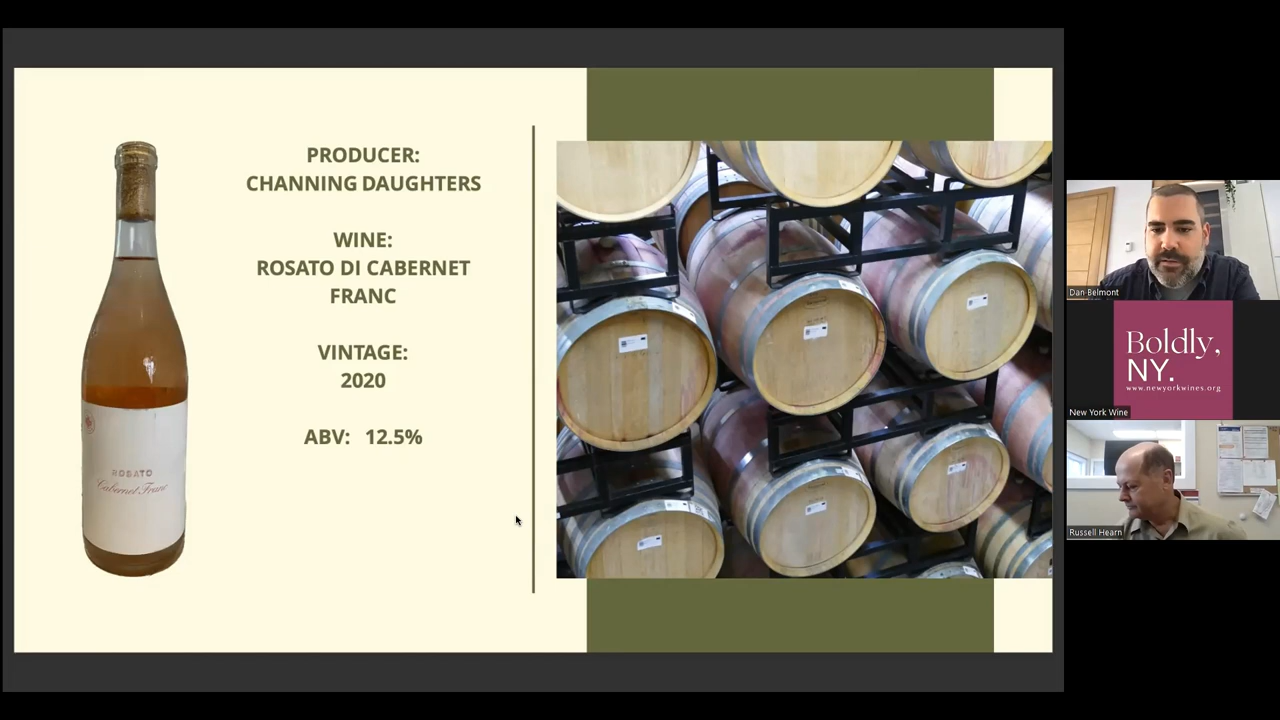 PRODUCER:
CHANNING DAUGHTERS
WINE:
ROSATO DI CABERNET
FRANC
VINTAGE:
2020
ABV: 12.5%
ROSATO
Cabernet Franc
Dan Belmont
Boldly,
NY.
www.newyorkwines.org
New York Wine
Russell Hearn